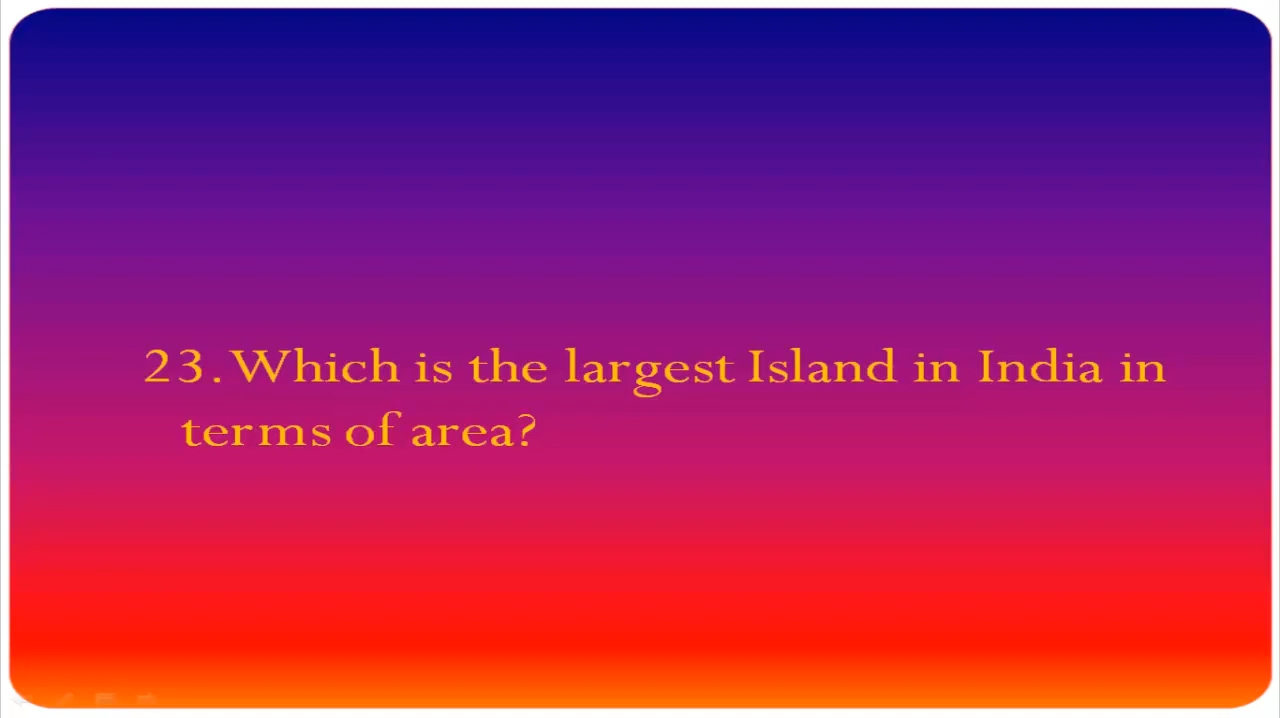 23. Which is the largest Island in India in
terms of area?